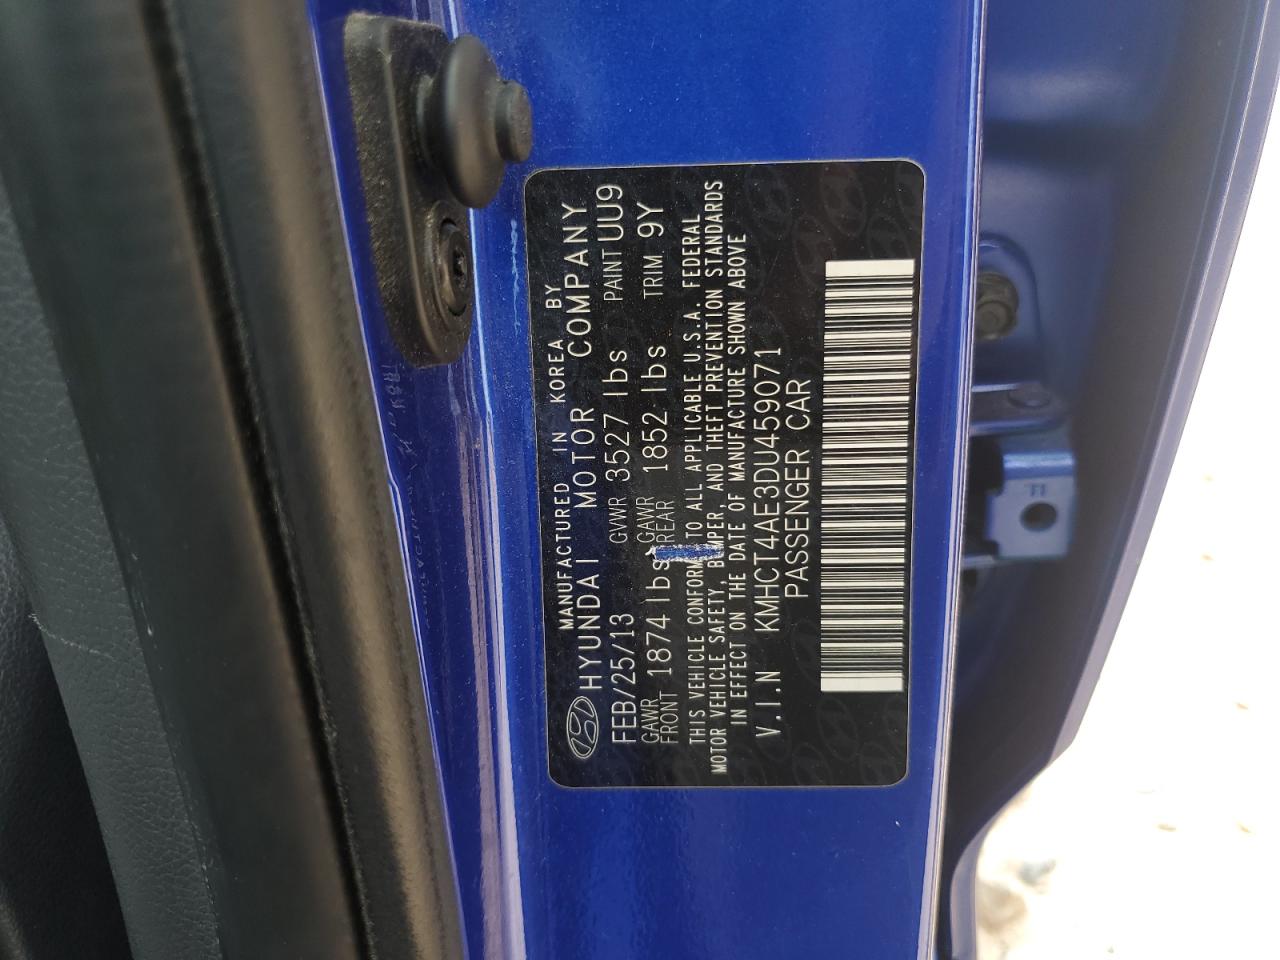 MANUFACTURED IN KOREA BY
HYUNDAI MOTOR COMPANY
FEB/25/13 GVWR 3527 lbs PAINT UU9
GAWR FRONT 1874 lbs GAWR REAR 1852 lbs TRIM 9Y
THIS VEHICLE CONFORMS TO ALL APPLICABLE U.S.A. FEDERAL
MOTOR VEHICLE SAFETY, BUMPER, AND THEFT PREVENTION STANDARDS
IN EFFECT ON THE DATE OF MANUFACTURE SHOWN ABOVE
V.I.N KMHCT4AE3DU459071
PASSENGER CAR